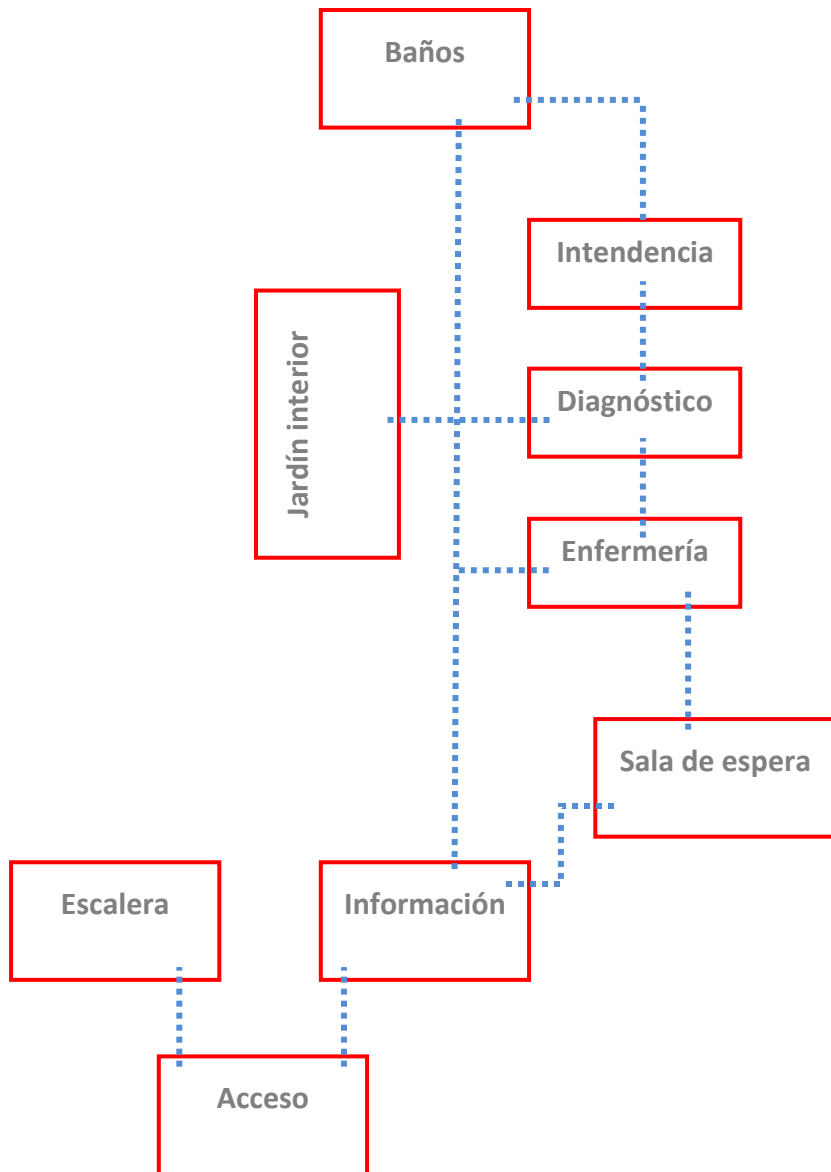 Baños
Intendencia
Jardín interior
Diagnóstico
Enfermería
Sala de espera
Escalera
Información
Acceso